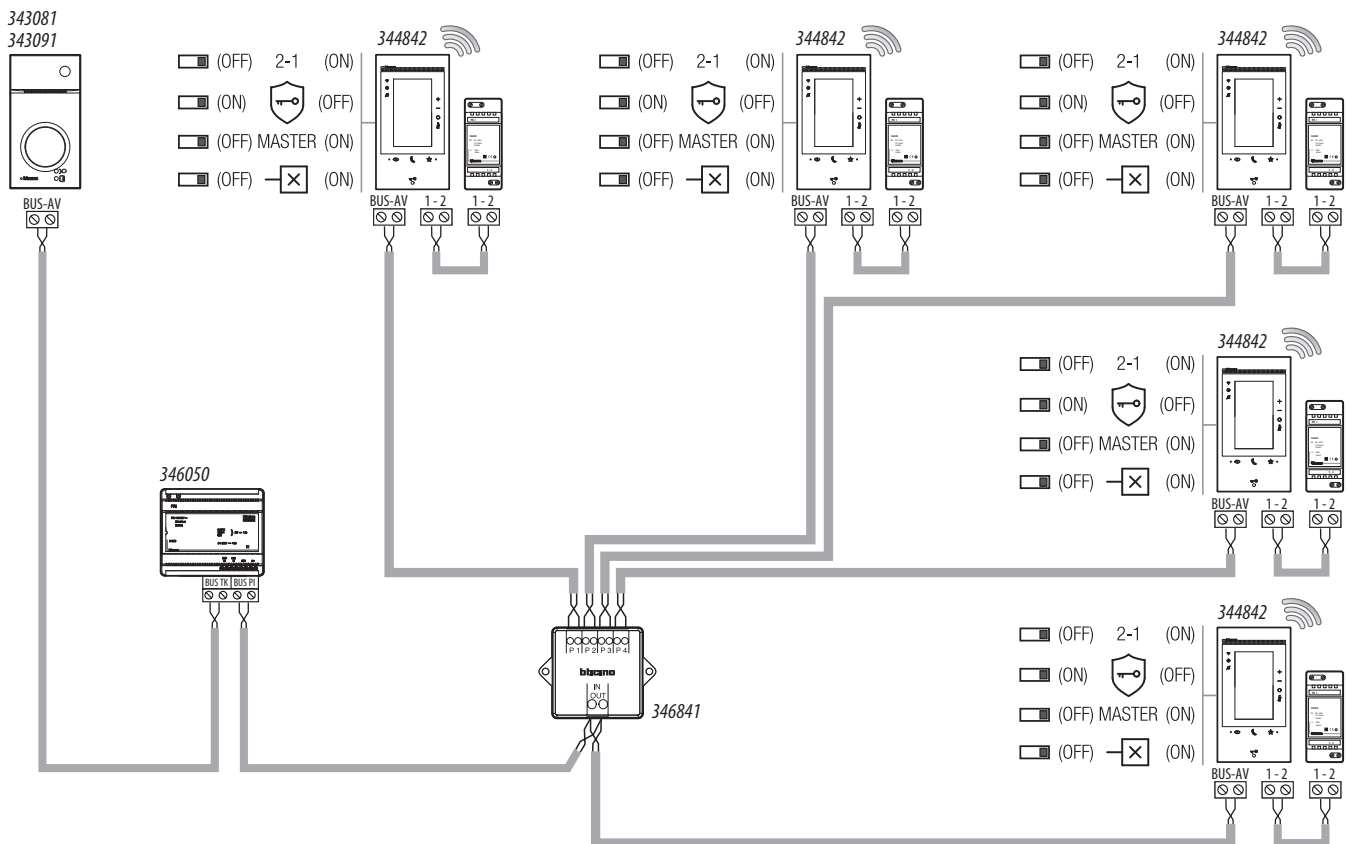 343081
343091
344842
(OFF) 2-1 (ON)
(ON) (OFF)
(OFF) MASTER (ON)
(OFF) (ON)
BUS-AV 1 - 2 1 - 2
344842
(OFF) 2-1 (ON)
(ON) (OFF)
(OFF) MASTER (ON)
(OFF) (ON)
BUS-AV 1 - 2 1 - 2
344842
(OFF) 2-1 (ON)
(ON) (OFF)
(OFF) MASTER (ON)
(OFF) (ON)
BUS-AV 1 - 2 1 - 2
BUS-AV
344842
(OFF) 2-1 (ON)
(ON) (OFF)
(OFF) MASTER (ON)
(OFF) (ON)
BUS-AV 1 - 2 1 - 2
346050
BUS TK BUS PI
P1 P2 P3 P4
bticino
IN
OUT
346841
344842
(OFF) 2-1 (ON)
(ON) (OFF)
(OFF) MASTER (ON)
(OFF) (ON)
BUS-AV 1 - 2 1 - 2